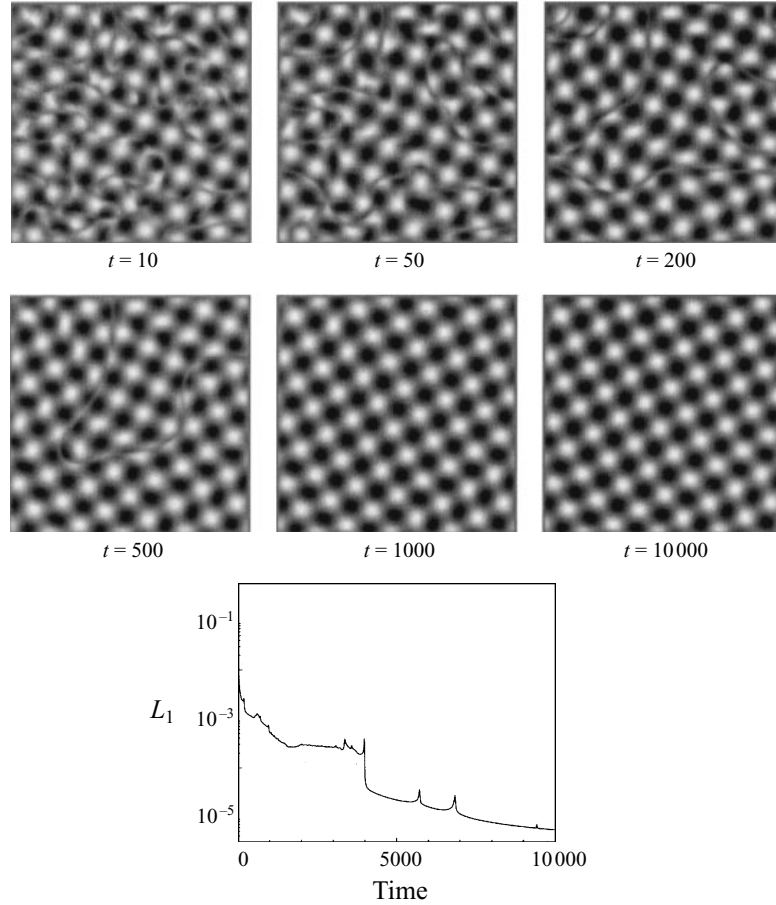 t = 10
t = 50
t = 200
t = 500
t = 1000
t = 10 000
10⁻¹
L₁
10⁻³
10⁻⁵
0
5000
10 000
Time